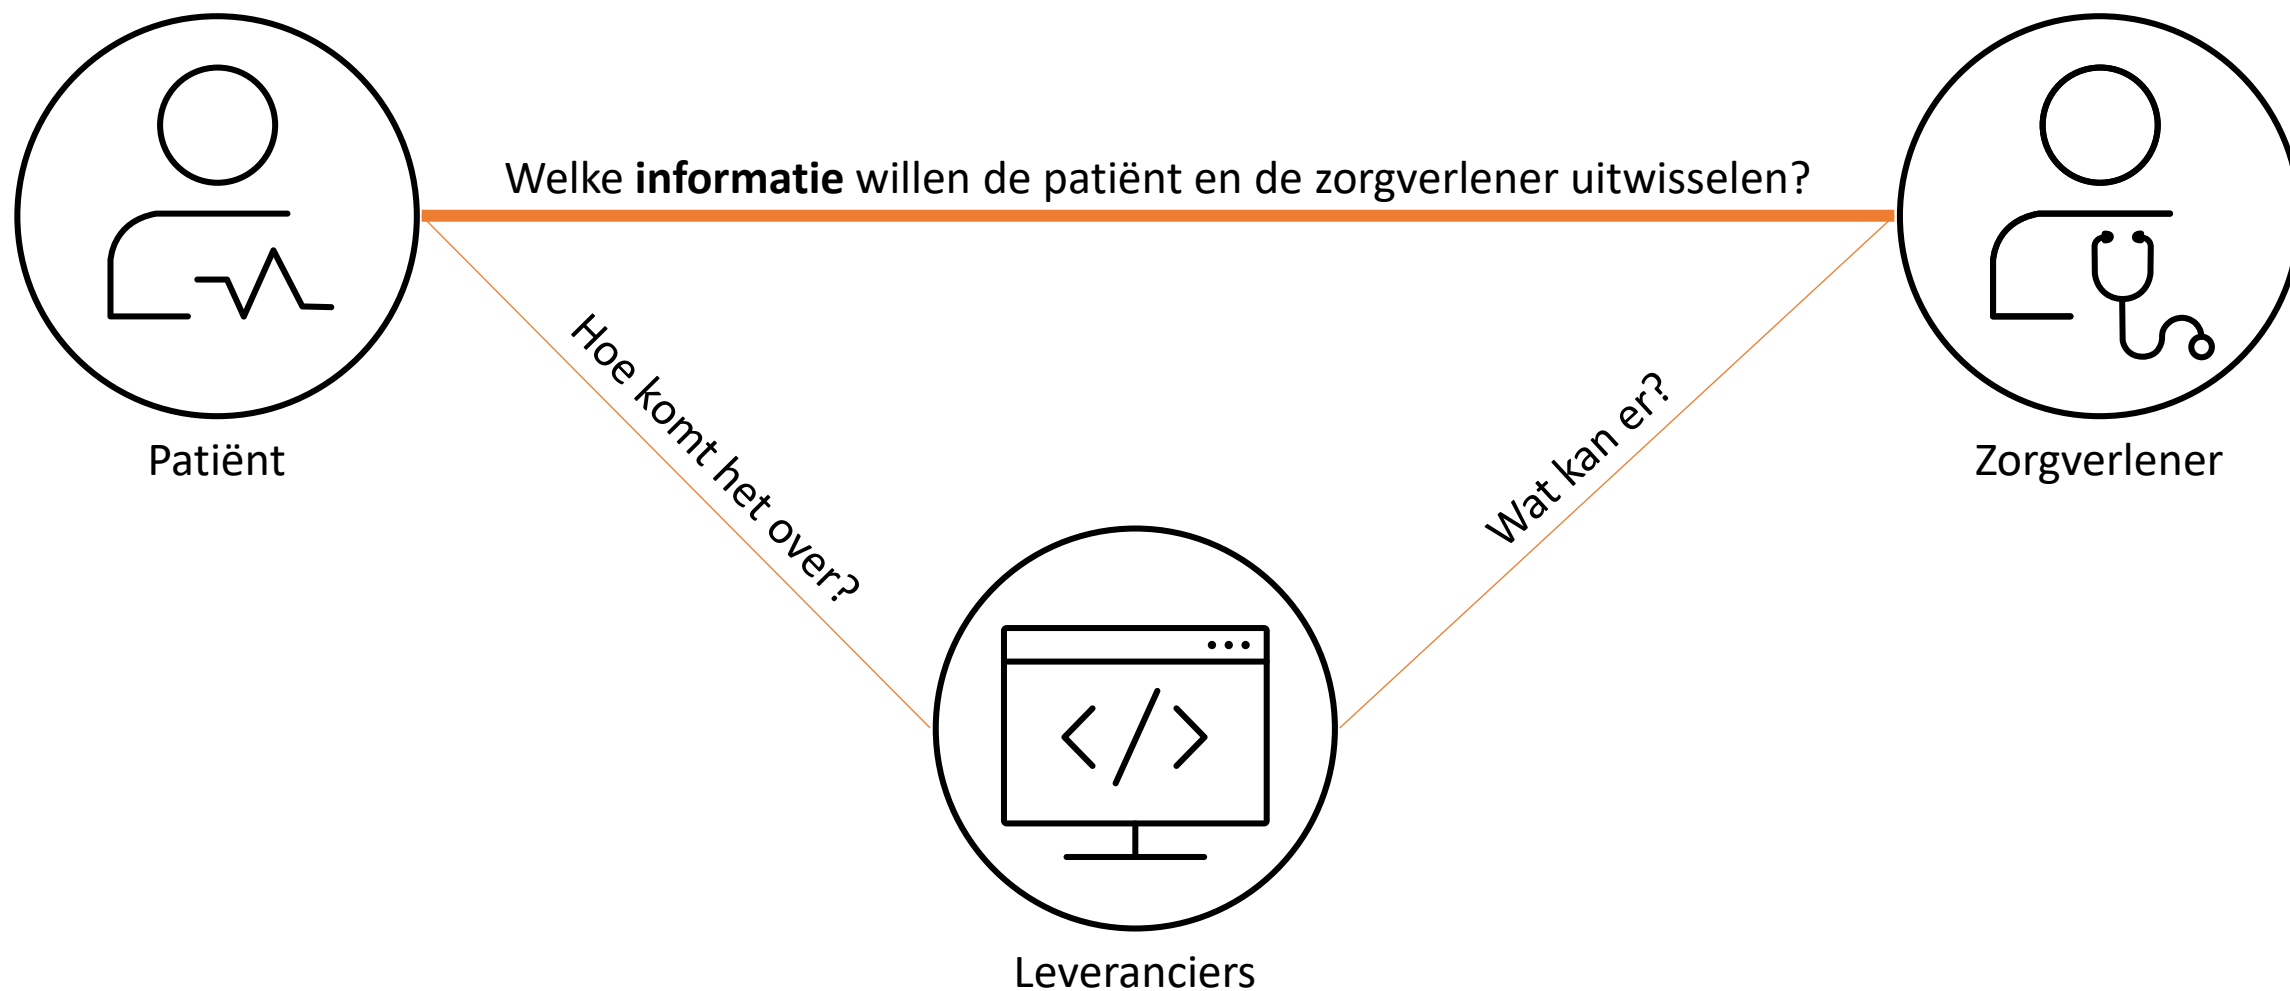 Welke informatie willen de patiënt en de zorgverlener uitwisselen?
Hoe komt het over?
Wat kan er?
Patiënt
Zorgverlener
</>
Leveranciers